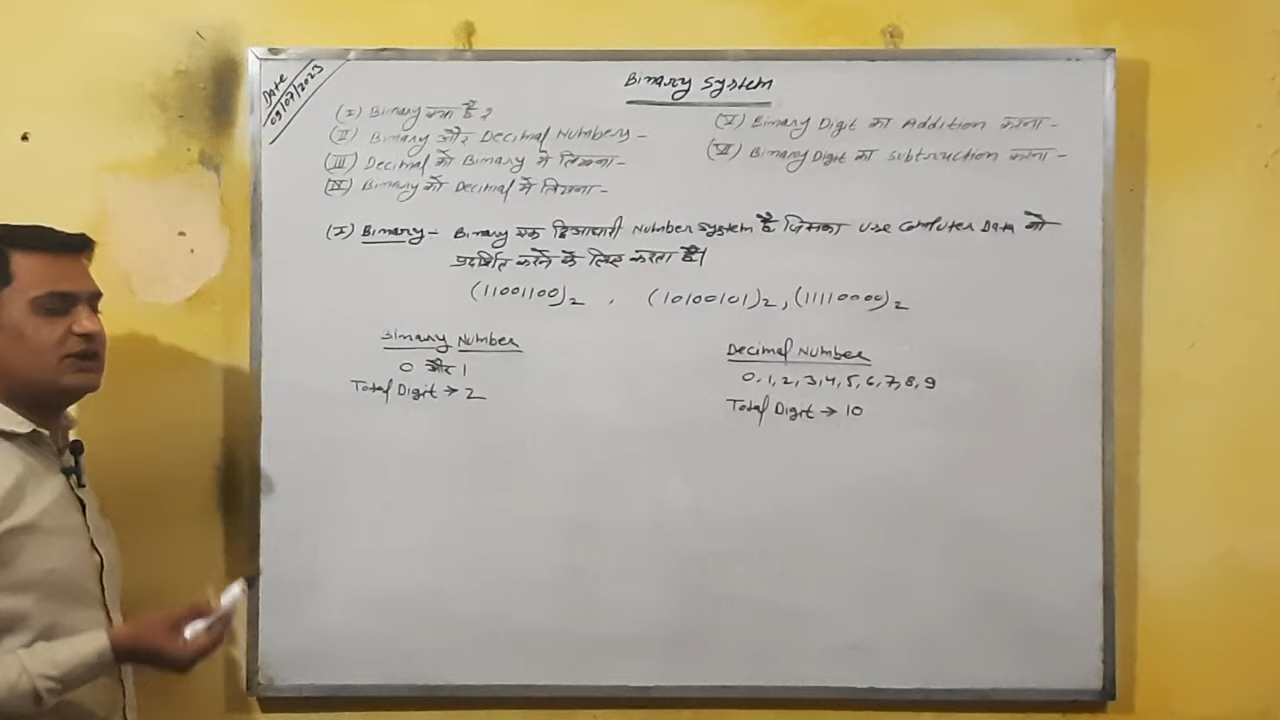 Date
09/07/2023
Binary System
(I) Binary क्या है ?
(II) Binary और Decimal Numbers -
(III) Decimal को Binary में लिखना -
(IV) Binary को Decimal में लिखना -
(V) Binary Digit का Addition करना -
(VI) Binary Digit का Subtruction करना -
(I) Binary - Binary एक द्विआधारी Number System है जिसका Use Computer Data को
प्रदर्शित करने के लिए करता है।
(11001100)2 , (10100101)2, (11110000)2
Binary Number
0 और 1
Total Digit → 2
Decimal Number
0, 1, 2, 3, 4, 5, 6, 7, 8, 9
Total Digit → 10